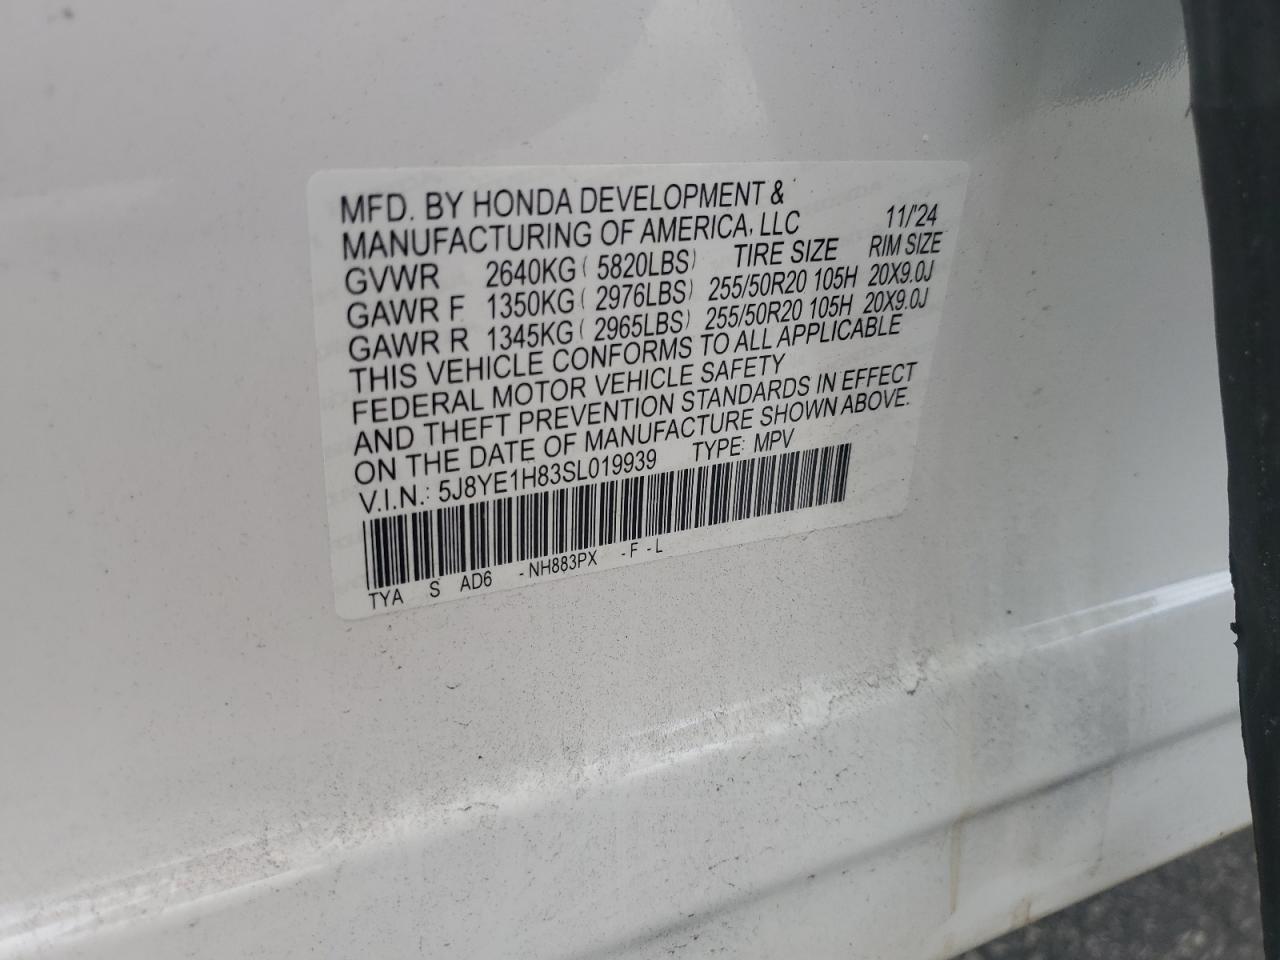 MFD. BY HONDA DEVELOPMENT &
MANUFACTURING OF AMERICA, LLC 11/'24
GVWR 2640KG ( 5820LBS) TIRE SIZE RIM SIZE
GAWR F 1350KG ( 2976LBS) 255/50R20 105H 20X9.0J
GAWR R 1345KG ( 2965LBS) 255/50R20 105H 20X9.0J
THIS VEHICLE CONFORMS TO ALL APPLICABLE
FEDERAL MOTOR VEHICLE SAFETY
AND THEFT PREVENTION STANDARDS IN EFFECT
ON THE DATE OF MANUFACTURE SHOWN ABOVE.
V.I.N.: 5J8YE1H83SL019939 TYPE: MPV
TYA S AD6 -NH883PX -F -L